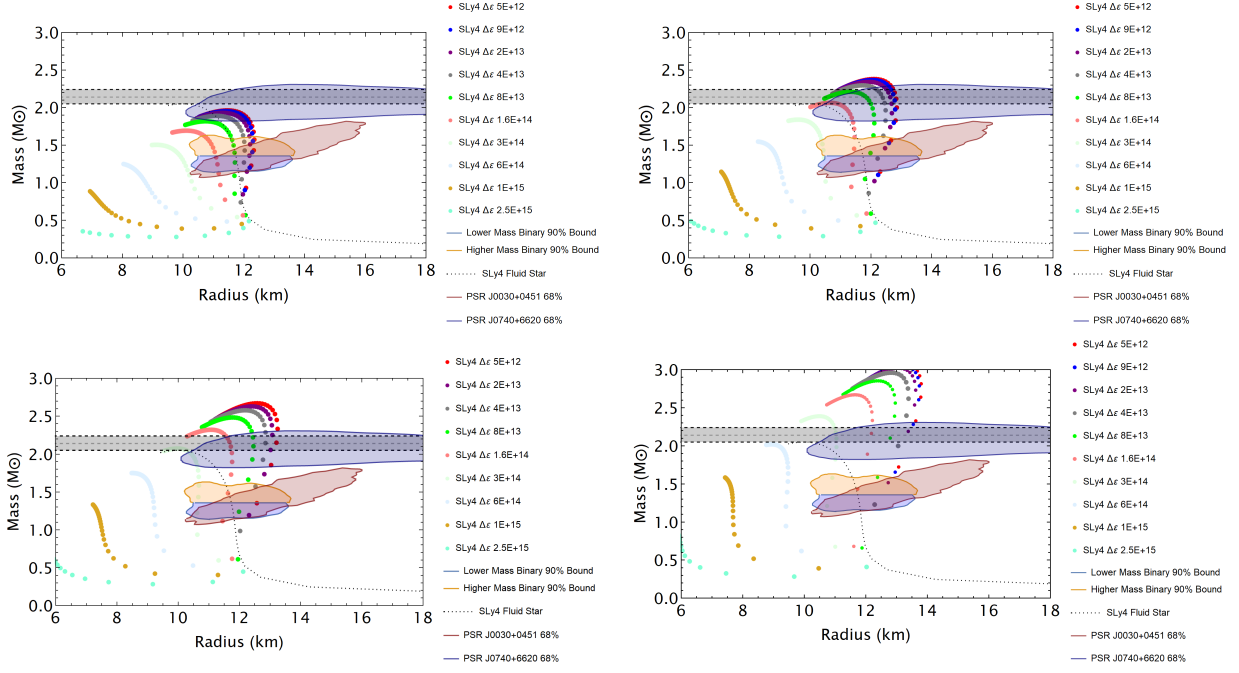 SLy4 Δε 5E+12
SLy4 Δε 9E+12
SLy4 Δε 2E+13
SLy4 Δε 4E+13
SLy4 Δε 8E+13
SLy4 Δε 1.6E+14
SLy4 Δε 3E+14
SLy4 Δε 6E+14
SLy4 Δε 1E+15
SLy4 Δε 2.5E+15
Lower Mass Binary 90% Bound
Higher Mass Binary 90% Bound
SLy4 Fluid Star
PSR J0030+0451 68%
PSR J0740+6620 68%
3.0
2.5
2.0
1.5
1.0
0.5
0.0
6 8 10 12 14 16 18
Mass (M⊙)
Radius (km)
SLy4 Δε 5E+12
SLy4 Δε 9E+12
SLy4 Δε 2E+13
SLy4 Δε 4E+13
SLy4 Δε 8E+13
SLy4 Δε 1.6E+14
SLy4 Δε 3E+14
SLy4 Δε 6E+14
SLy4 Δε 1E+15
SLy4 Δε 2.5E+15
Lower Mass Binary 90% Bound
Higher Mass Binary 90% Bound
SLy4 Fluid Star
PSR J0030+0451 68%
PSR J0740+6620 68%
3.0
2.5
2.0
1.5
1.0
0.5
0.0
6 8 10 12 14 16 18
Mass (M⊙)
Radius (km)
SLy4 Δε 5E+12
SLy4 Δε 2E+13
SLy4 Δε 4E+13
SLy4 Δε 8E+13
SLy4 Δε 1.6E+14
SLy4 Δε 3E+14
SLy4 Δε 6E+14
SLy4 Δε 1E+15
SLy4 Δε 2.5E+15
Lower Mass Binary 90% Bound
Higher Mass Binary 90% Bound
SLy4 Fluid Star
PSR J0030+0451 68%
PSR J0740+6620 68%
3.0
2.5
2.0
1.5
1.0
0.5
0.0
6 8 10 12 14 16 18
Mass (M⊙)
Radius (km)
SLy4 Δε 5E+12
SLy4 Δε 9E+12
SLy4 Δε 2E+13
SLy4 Δε 4E+13
SLy4 Δε 8E+13
SLy4 Δε 1.6E+14
SLy4 Δε 3E+14
SLy4 Δε 6E+14
SLy4 Δε 1E+15
SLy4 Δε 2.5E+15
Lower Mass Binary 90% Bound
Higher Mass Binary 90% Bound
SLy4 Fluid Star
PSR J0030+0451 68%
PSR J0740+6620 68%
3.0
2.5
2.0
1.5
1.0
0.5
0.0
6 8 10 12 14 16 18
Mass (M⊙)
Radius (km)